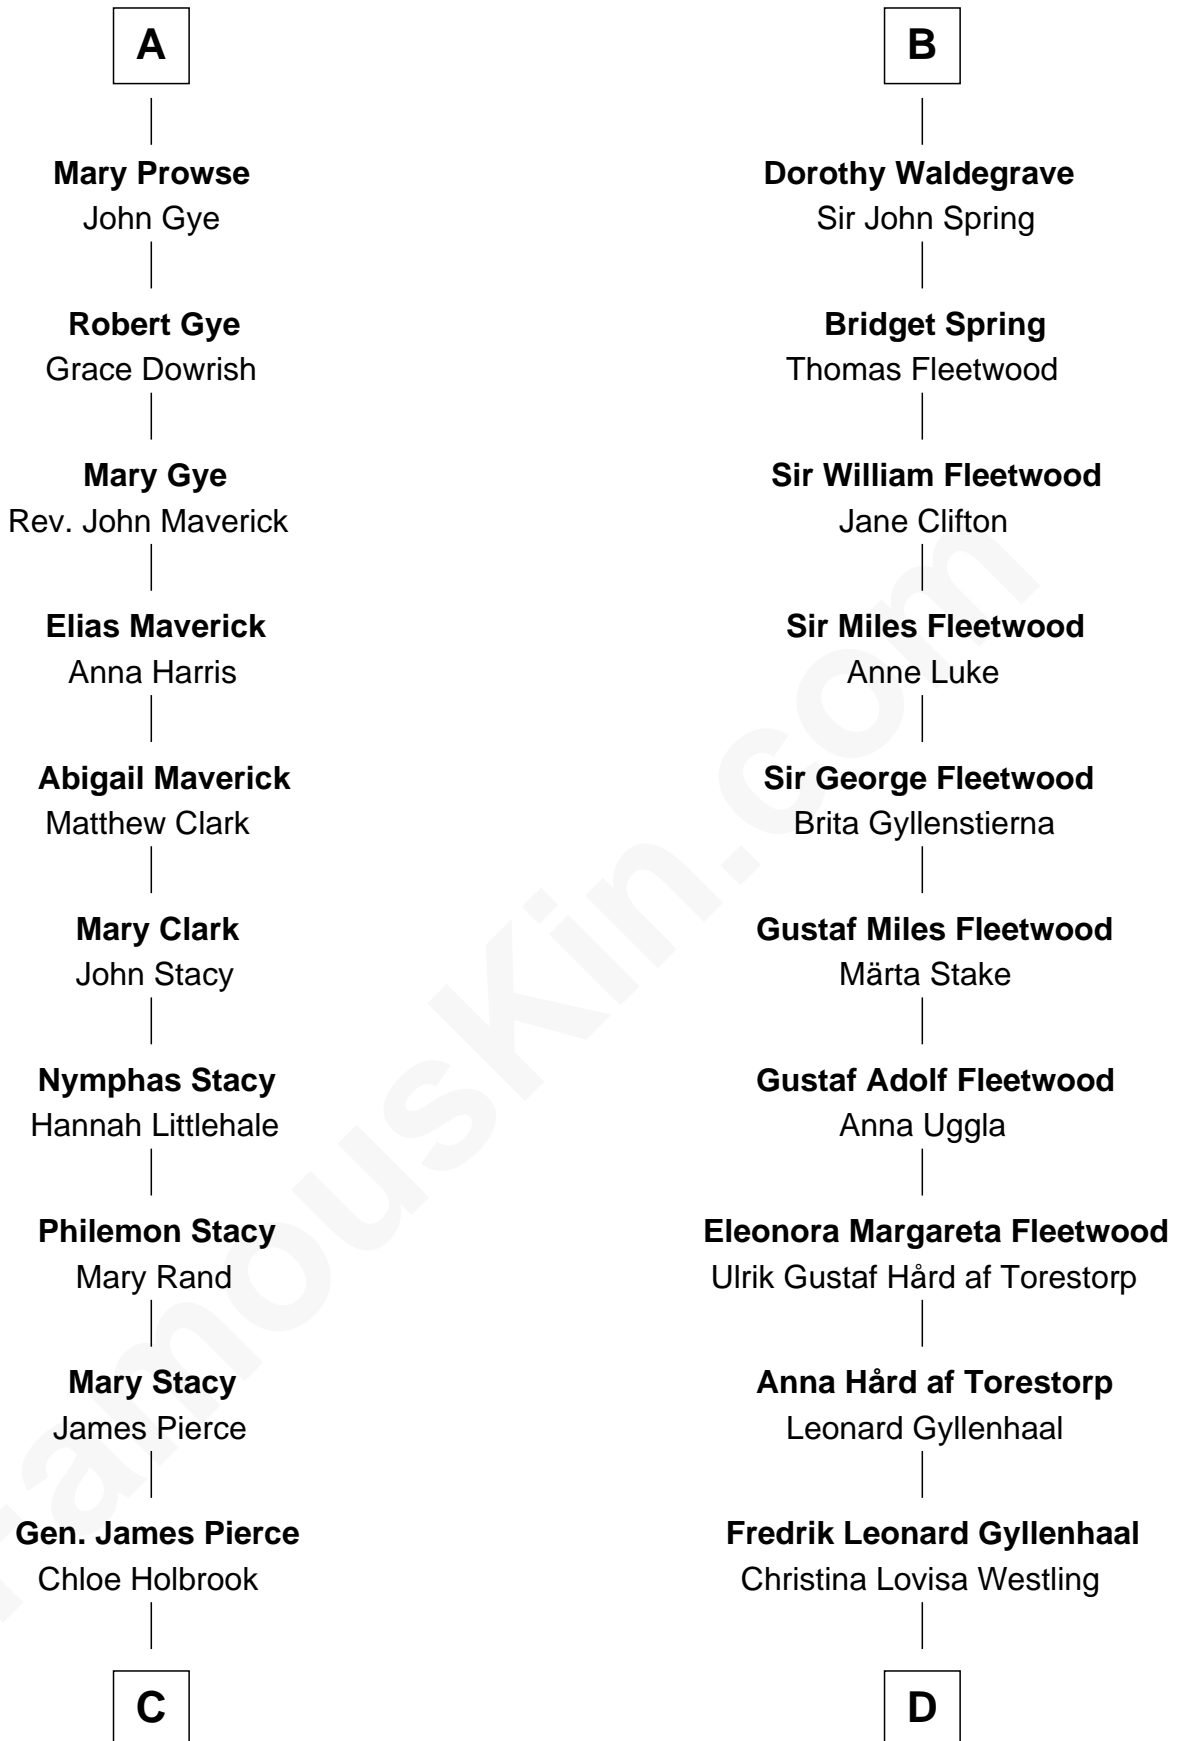 A
Mary Prowse
John Gye
Robert Gye
Grace Dowrish
Mary Gye
Rev. John Maverick
Elias Maverick
Anna Harris
Abigail Maverick
Matthew Clark
Mary Clark
John Stacy
Nymphas Stacy
Hannah Littlehale
Philemon Stacy
Mary Rand
Mary Stacy
James Pierce
Gen. James Pierce
Chloe Holbrook
C
B
Dorothy Waldegrave
Sir John Spring
Bridget Spring
Thomas Fleetwood
Sir William Fleetwood
Jane Clifton
Sir Miles Fleetwood
Anne Luke
Sir George Fleetwood
Brita Gyllenstierna
Gustaf Miles Fleetwood
Märta Stake
Gustaf Adolf Fleetwood
Anna Uggla
Eleonora Margareta Fleetwood
Ulrik Gustaf Hård af Torestorp
Anna Hård af Torestorp
Leonard Gyllenhaal
Fredrik Leonard Gyllenhaal
Christina Lovisa Westling
D
FamousKin.com